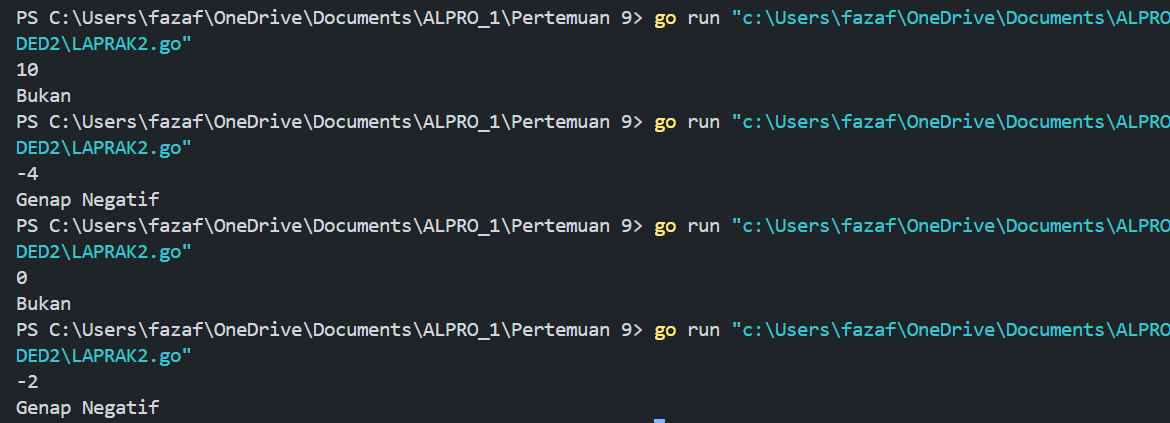 PS C:\Users\fazaf\OneDrive\Documents\ALPRO_1\Pertemuan 9> go run "c:\Users\fazaf\OneDrive\Documents\ALPRO
DED2\LAPRAK2.go"
10
Bukan
PS C:\Users\fazaf\OneDrive\Documents\ALPRO_1\Pertemuan 9> go run "c:\Users\fazaf\OneDrive\Documents\ALPRO
DED2\LAPRAK2.go"
-4
Genap Negatif
PS C:\Users\fazaf\OneDrive\Documents\ALPRO_1\Pertemuan 9> go run "c:\Users\fazaf\OneDrive\Documents\ALPRO
DED2\LAPRAK2.go"
0
Bukan
PS C:\Users\fazaf\OneDrive\Documents\ALPRO_1\Pertemuan 9> go run "c:\Users\fazaf\OneDrive\Documents\ALPRO
DED2\LAPRAK2.go"
-2
Genap Negatif